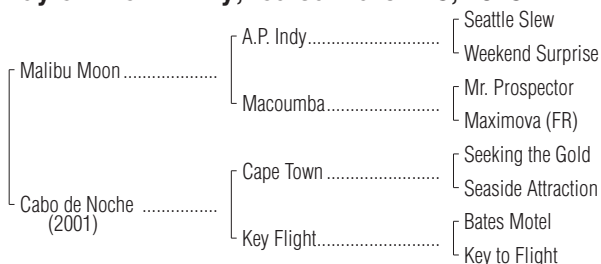 Seattle Slew
A.P. Indy
Weekend Surprise
Malibu Moon
Mr. Prospector
Macoumba
Maximova (FR)
Seeking the Gold
Cape Town
Seaside Attraction
Cabo de Noche
(2001)
Bates Motel
Key Flight
Key to Flight